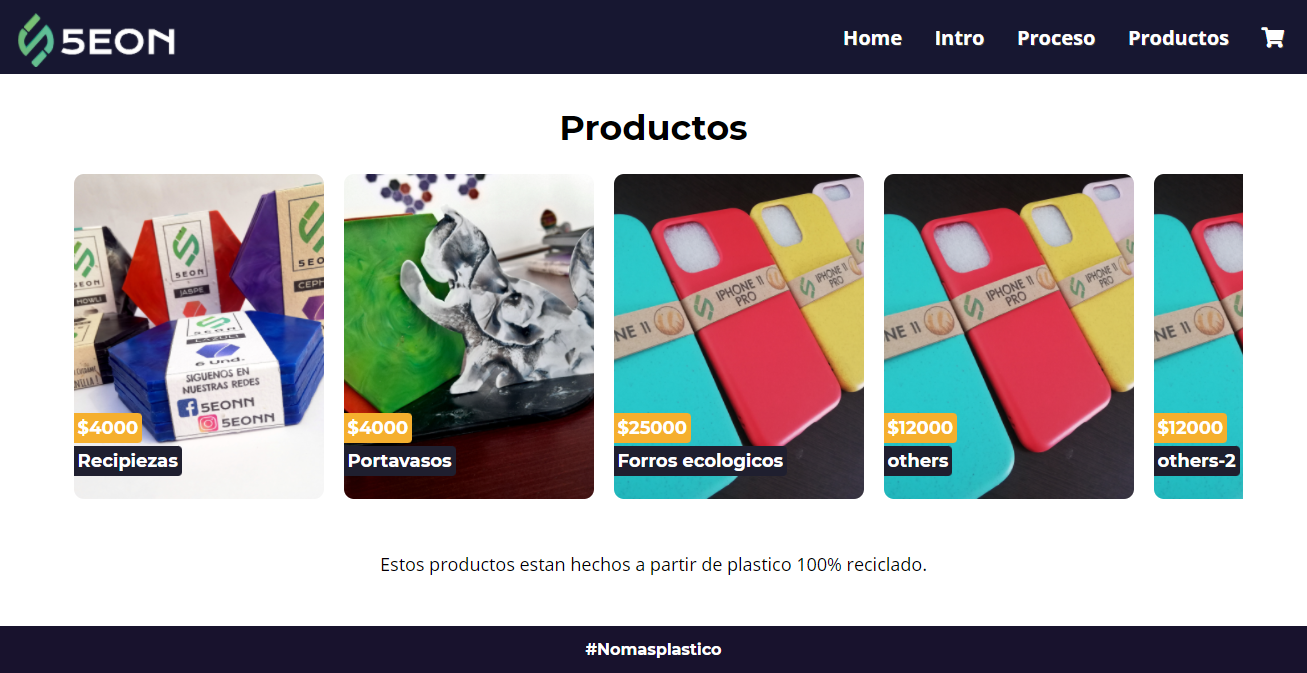 5EON
Home Intro Proceso Productos
Productos
5EON
HOWLI
5EON
JASPE
5EO
CEPH
5EON
LAZULI
6 Und.
SIGUENOS EN
NUESTRAS REDES
5EONN
5EONN
$4000
Recipiezas
$4000
Portavasos
NE 11
IPHONE 11
PRO
IPHONE 11
PRO
$25000
Forros ecologicos
NE 11
IPHONE 11
PRO
IPHONE 11
PRO
$12000
others
NE 11
$12000
others-2
Estos productos estan hechos a partir de plastico 100% reciclado.
#Nomasplastico